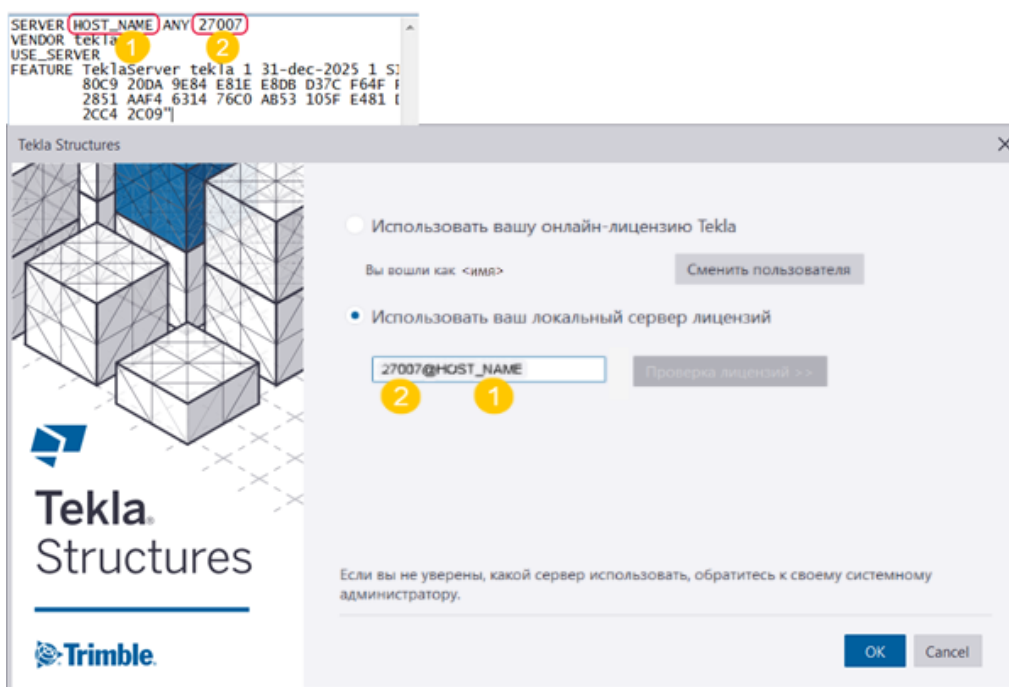 SERVER HOST_NAME ANY 27007
VENDOR tekla
1
2
USE_SERVER
FEATURE TeklaServer tekla 1 31-dec-2025 1
80C9 20DA 9E84 E81E E8DB D37C F64F
2851 AAF4 6314 76C0 AB53 105F E481
2CC4 2C09"
Tekla Structures
Использовать вашу онлайн-лицензию Tekla
Вы вошли как <имя>
Сменить пользователя
Использовать ваш локальный сервер лицензий
27007@HOST_NAME
Проверка лицензий >>
2
1
Tekla®
Structures
Если вы не уверены, какой сервер использовать, обратитесь к своему системному
администратору.
Trimble.
OK
Cancel